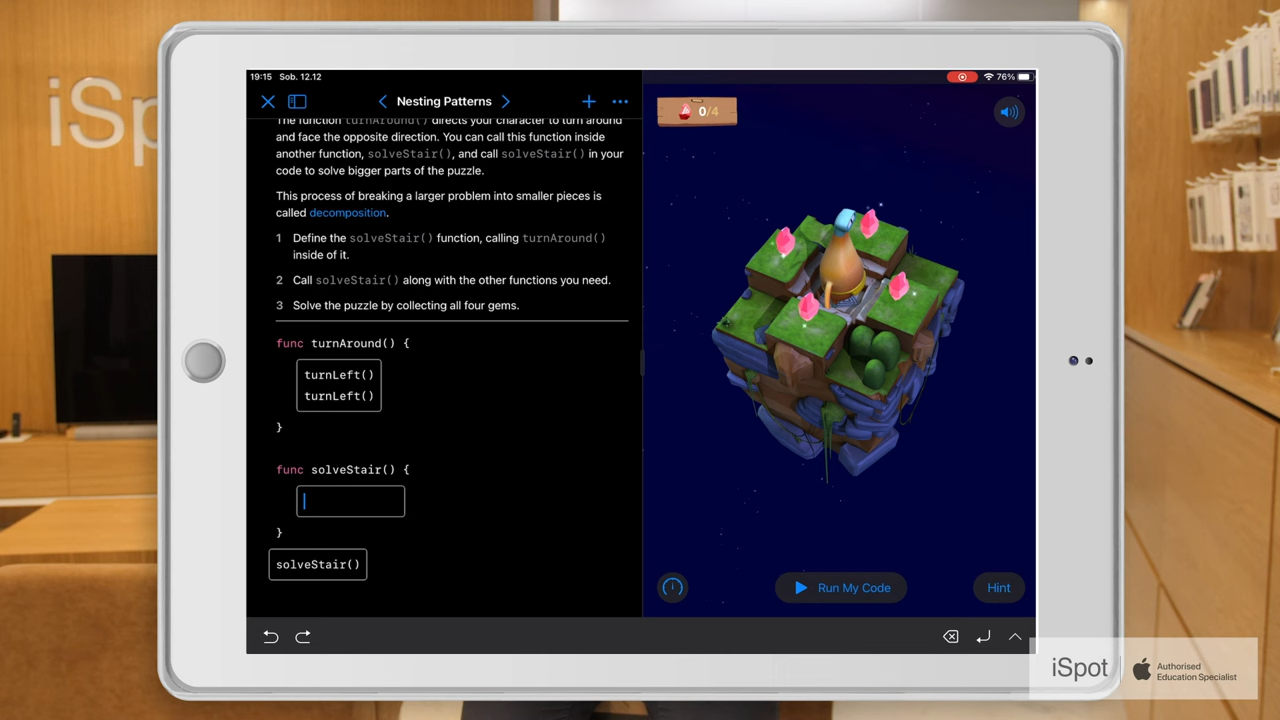 iSp
19:15 Sob. 12.12
76%
Nesting Patterns
0/4
The function turnAround() directs your character to turn around
and face the opposite direction. You can call this function inside
another function, solveStair(), and call solveStair() in your
code to solve bigger parts of the puzzle.
This process of breaking a larger problem into smaller pieces is
called decomposition.
1 Define the solveStair() function, calling turnAround()
inside of it.
2 Call solveStair() along with the other functions you need.
3 Solve the puzzle by collecting all four gems.
func turnAround() {
turnLeft()
turnLeft()
}
func solveStair() {
}
solveStair()
Run My Code
Hint
iSpot
Authorised
Education Specialist